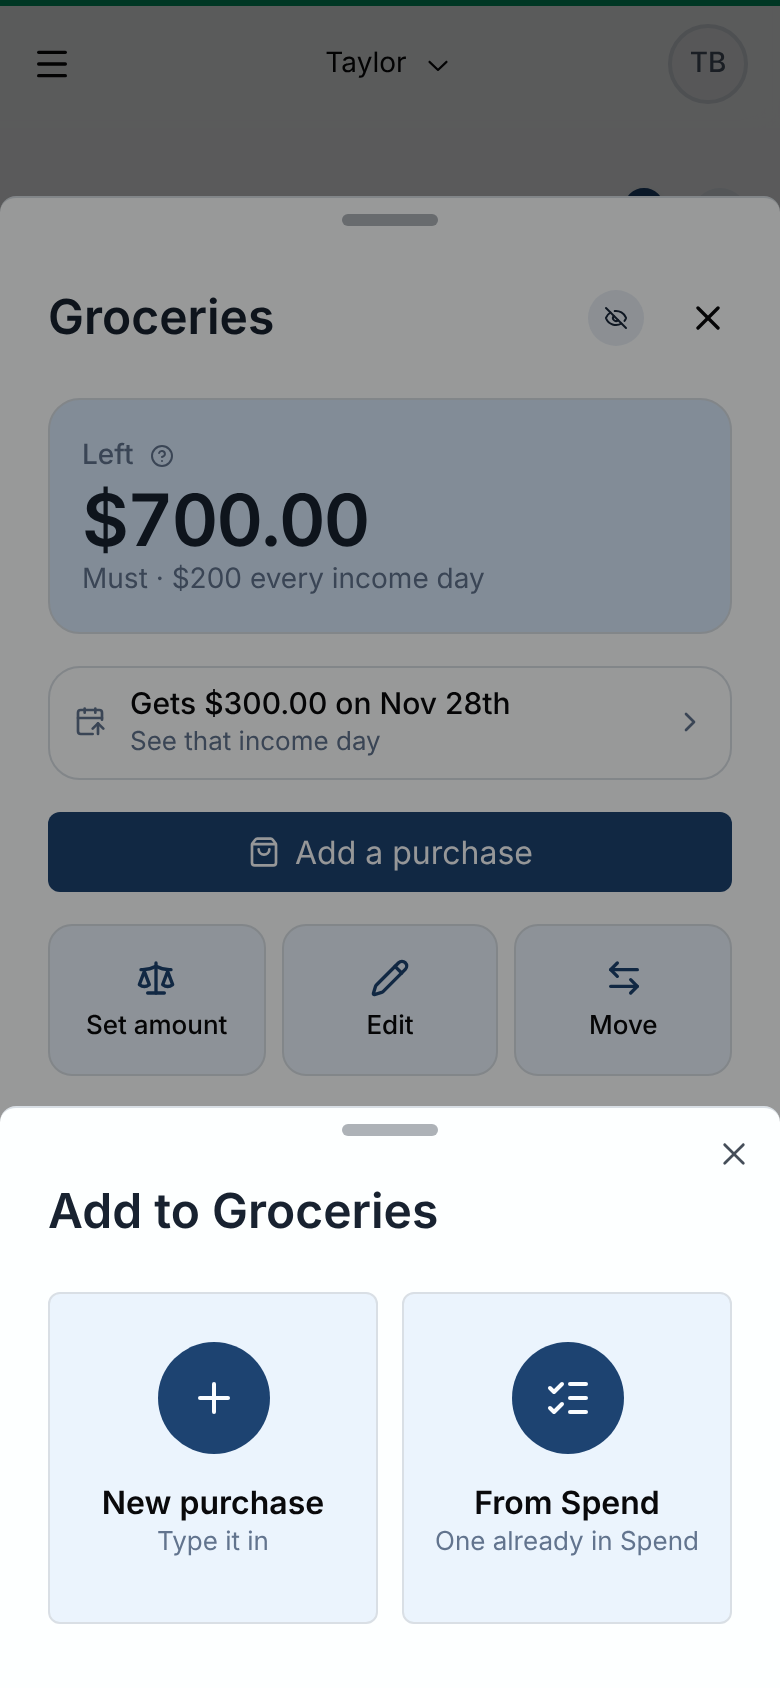 Taylor
TB
Groceries
Left
$700.00
Must · $200 every income day
Gets $300.00 on Nov 28th
See that income day
Add a purchase
Set amount
Edit
Move
Add to Groceries
New purchase
Type it in
From Spend
One already in Spend